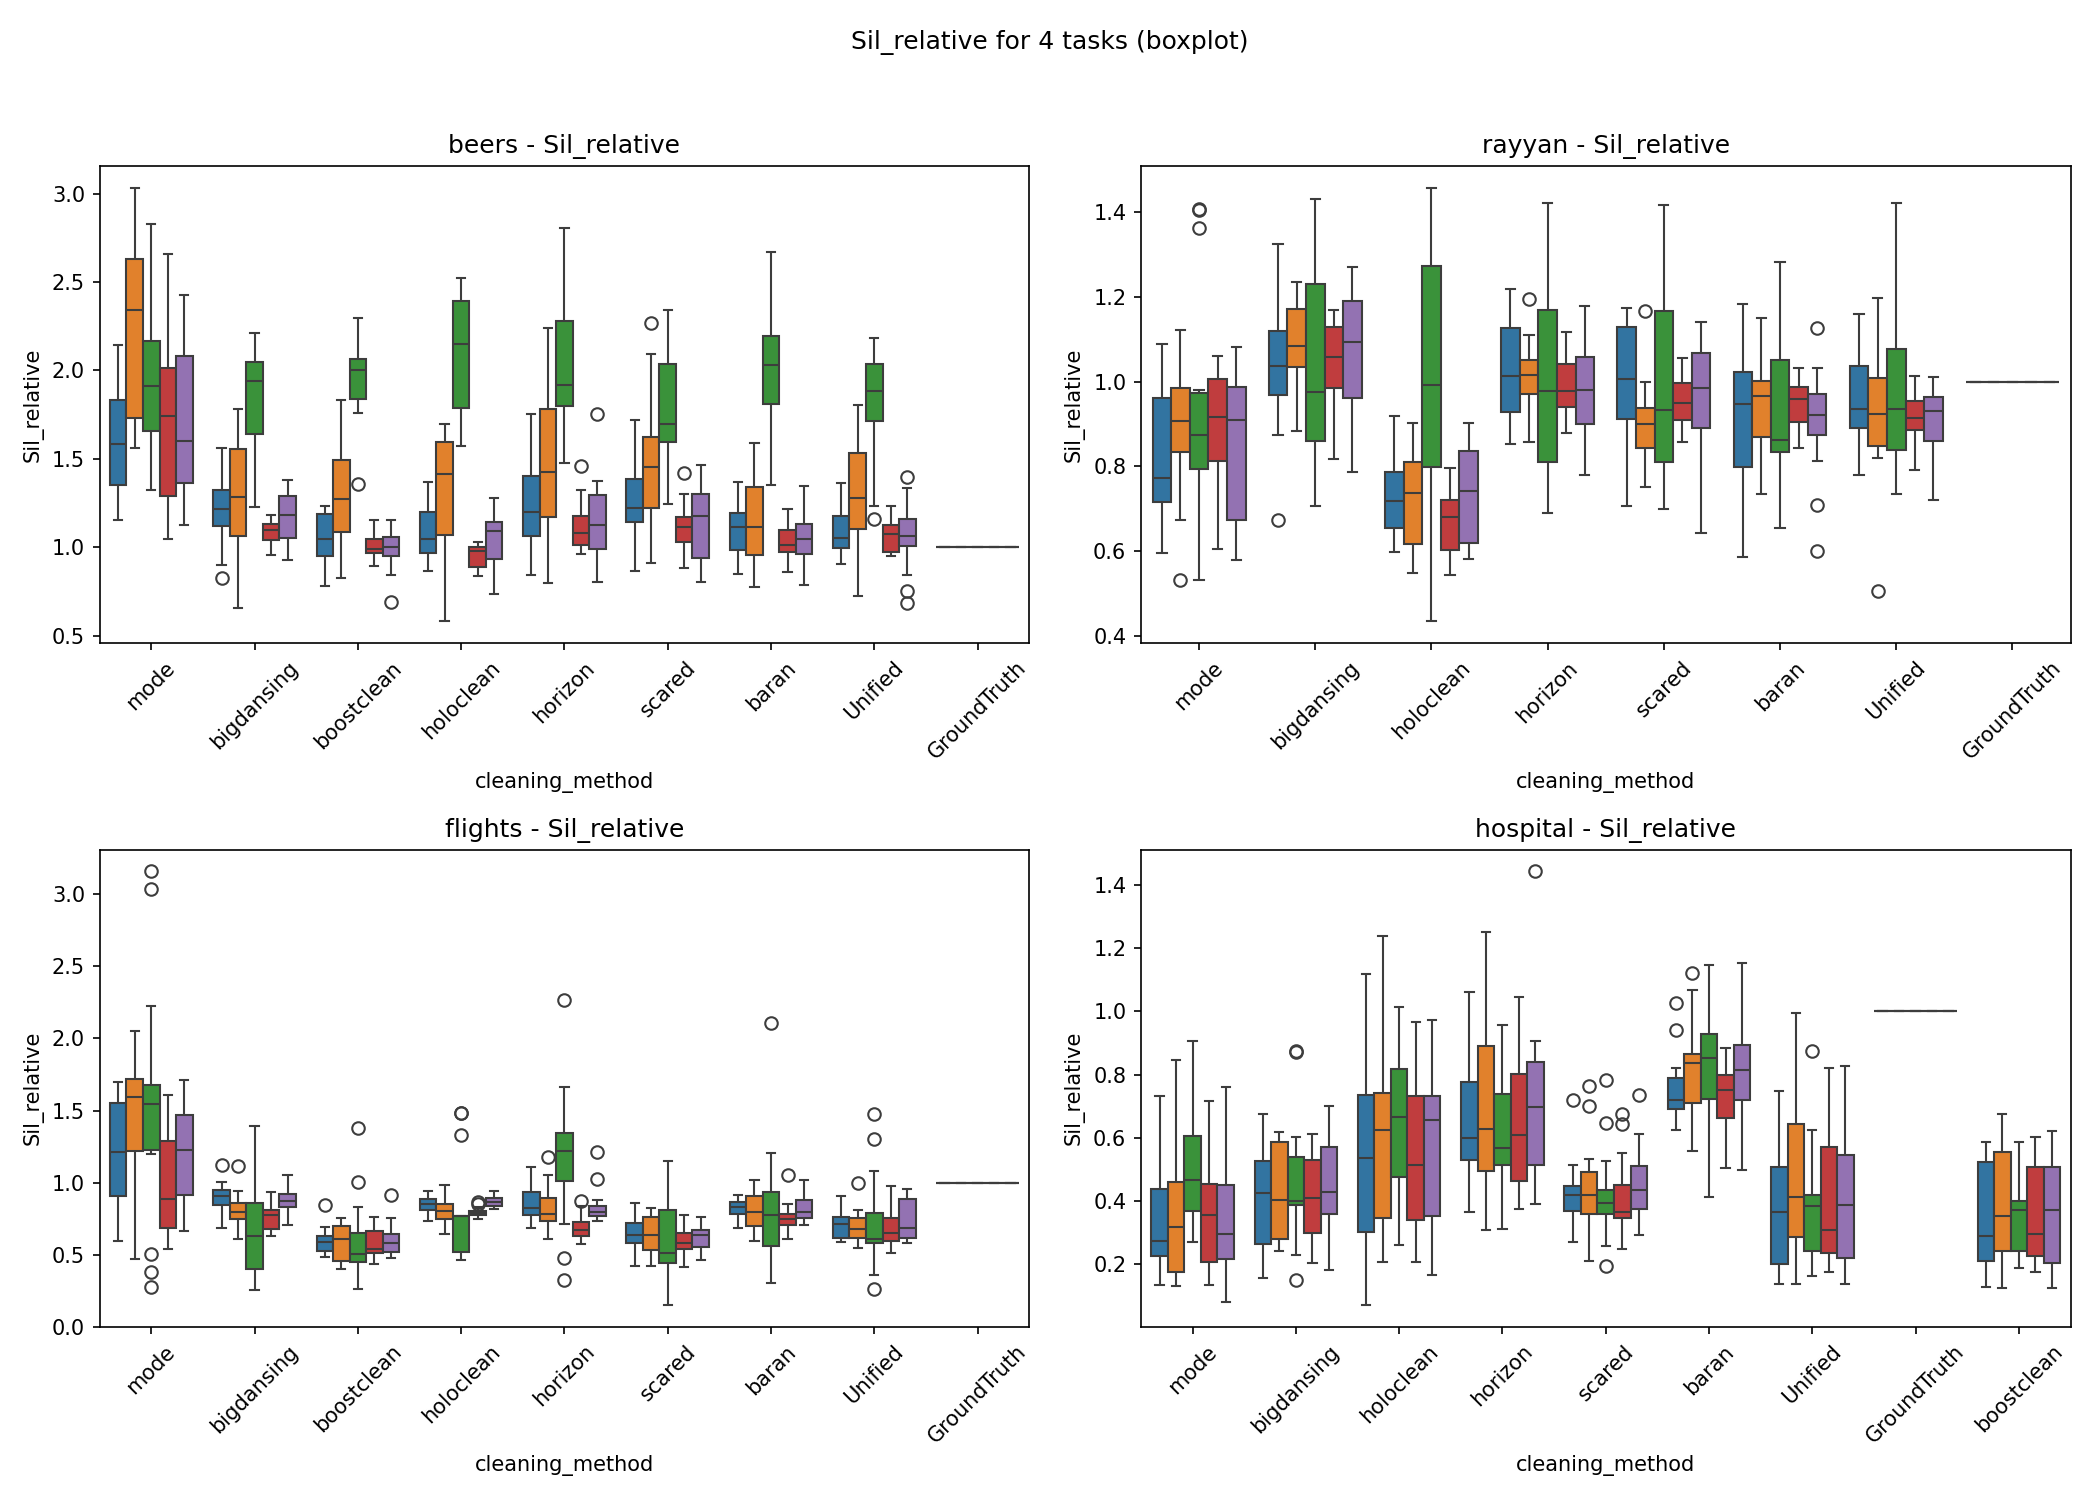 Sil_relative for 4 tasks (boxplot)
beers - Sil_relative
Sil_relative
3.0
2.5
2.0
1.5
1.0
0.5
mode
bigdansing
boostclean
holoclean
horizon
scared
baran
Unified
GroundTruth
cleaning_method
rayyan - Sil_relative
Sil_relative
1.4
1.2
1.0
0.8
0.6
0.4
mode
bigdansing
holoclean
horizon
scared
baran
Unified
GroundTruth
cleaning_method
flights - Sil_relative
Sil_relative
3.0
2.5
2.0
1.5
1.0
0.5
0.0
mode
bigdansing
boostclean
holoclean
horizon
scared
baran
Unified
GroundTruth
cleaning_method
hospital - Sil_relative
Sil_relative
1.4
1.2
1.0
0.8
0.6
0.4
0.2
mode
bigdansing
holoclean
horizon
scared
baran
Unified
GroundTruth
boostclean
cleaning_method